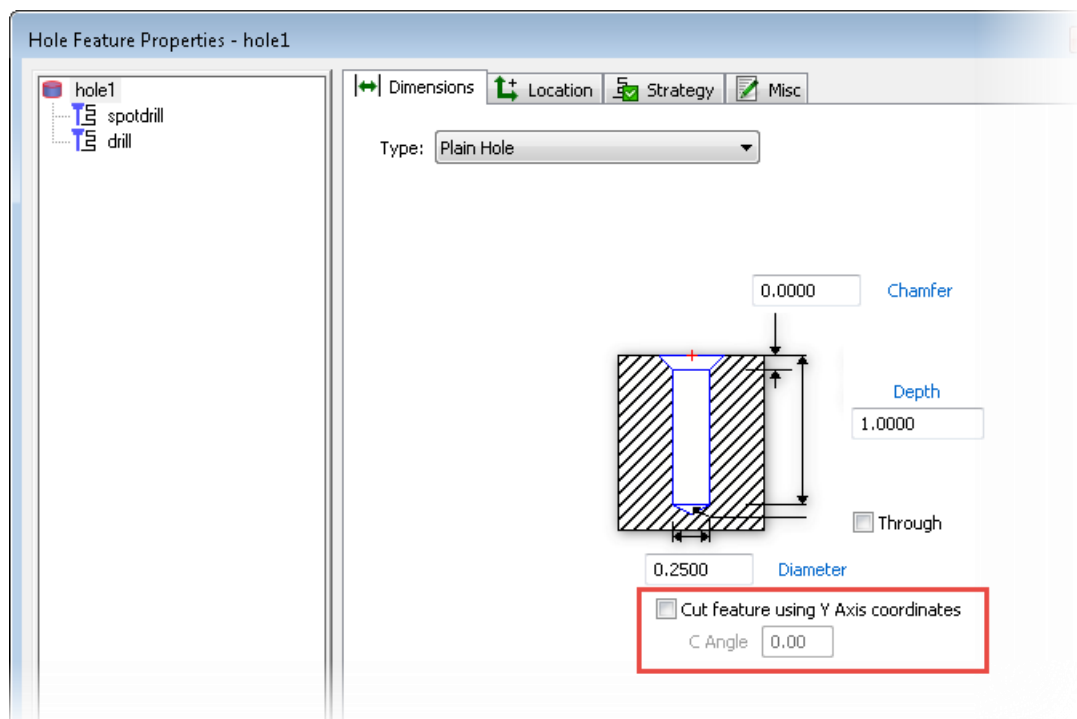 Hole Feature Properties - hole1
hole1
spotdrill
drill
Dimensions Location Strategy Misc
Type: Plain Hole
0.0000 Chamfer
Depth
1.0000
Through
0.2500 Diameter
Cut feature using Y Axis coordinates
C Angle 0.00